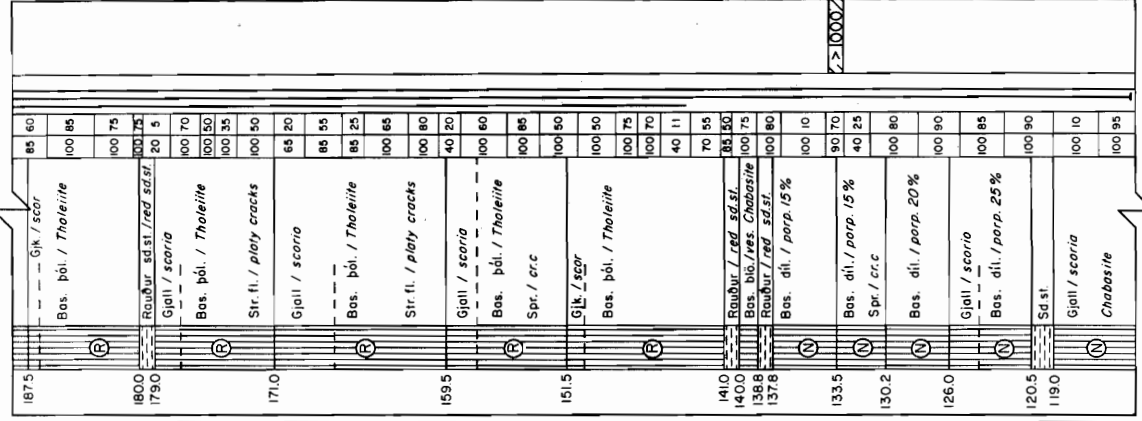 187.5
Gjk. / scor
85 60
Bas. þól. / Tholeiite
100 85
Ⓡ
100 75
180.0
Rauður sd.st. / red sd.st.
100 75
179.0
Gjall / scoria
20 5
100 70
Bas. þól. / Tholeiite
100 50
Ⓡ
100 35
Str. fl. / platy cracks
100 50
171.0
Gjall / scoria
65 20
85 55
Bas. þól. / Tholeiite
85 25
Ⓡ
100 65
Str. fl. / platy cracks
100 80
159.5
Gjall / scoria
40 20
Bas. þól. / Tholeiite
100 60
Ⓡ
Spr. / cr.c
100 85
100 50
151.5
Gjk. / scor
Bas. þól. / Tholeiite
100 50
100 75
Ⓡ
100 70
40 11
70 55
141.0
Rauður / red sd.st.
85 50
140.0
Bas. blö. / ves. Chabasite
100 75
138.8
Rauður / red sd.st.
100 80
137.8
Bas. díl. / porp. 15%
Ⓝ
100 10
133.5
Bas. díl. / porp. 15%
90 70
> 1000
Ⓝ
Spr. / cr.c
40 25
130.2
Bas. díl. / porp. 20%
100 80
Ⓝ
100 90
126.0
Gjall / scoria
Bas. díl. / porp. 25%
100 85
Ⓝ
100 90
120.5
Sd.st.
119.0
Gjall / scoria
100 10
Ⓝ
Chabasite
100 95